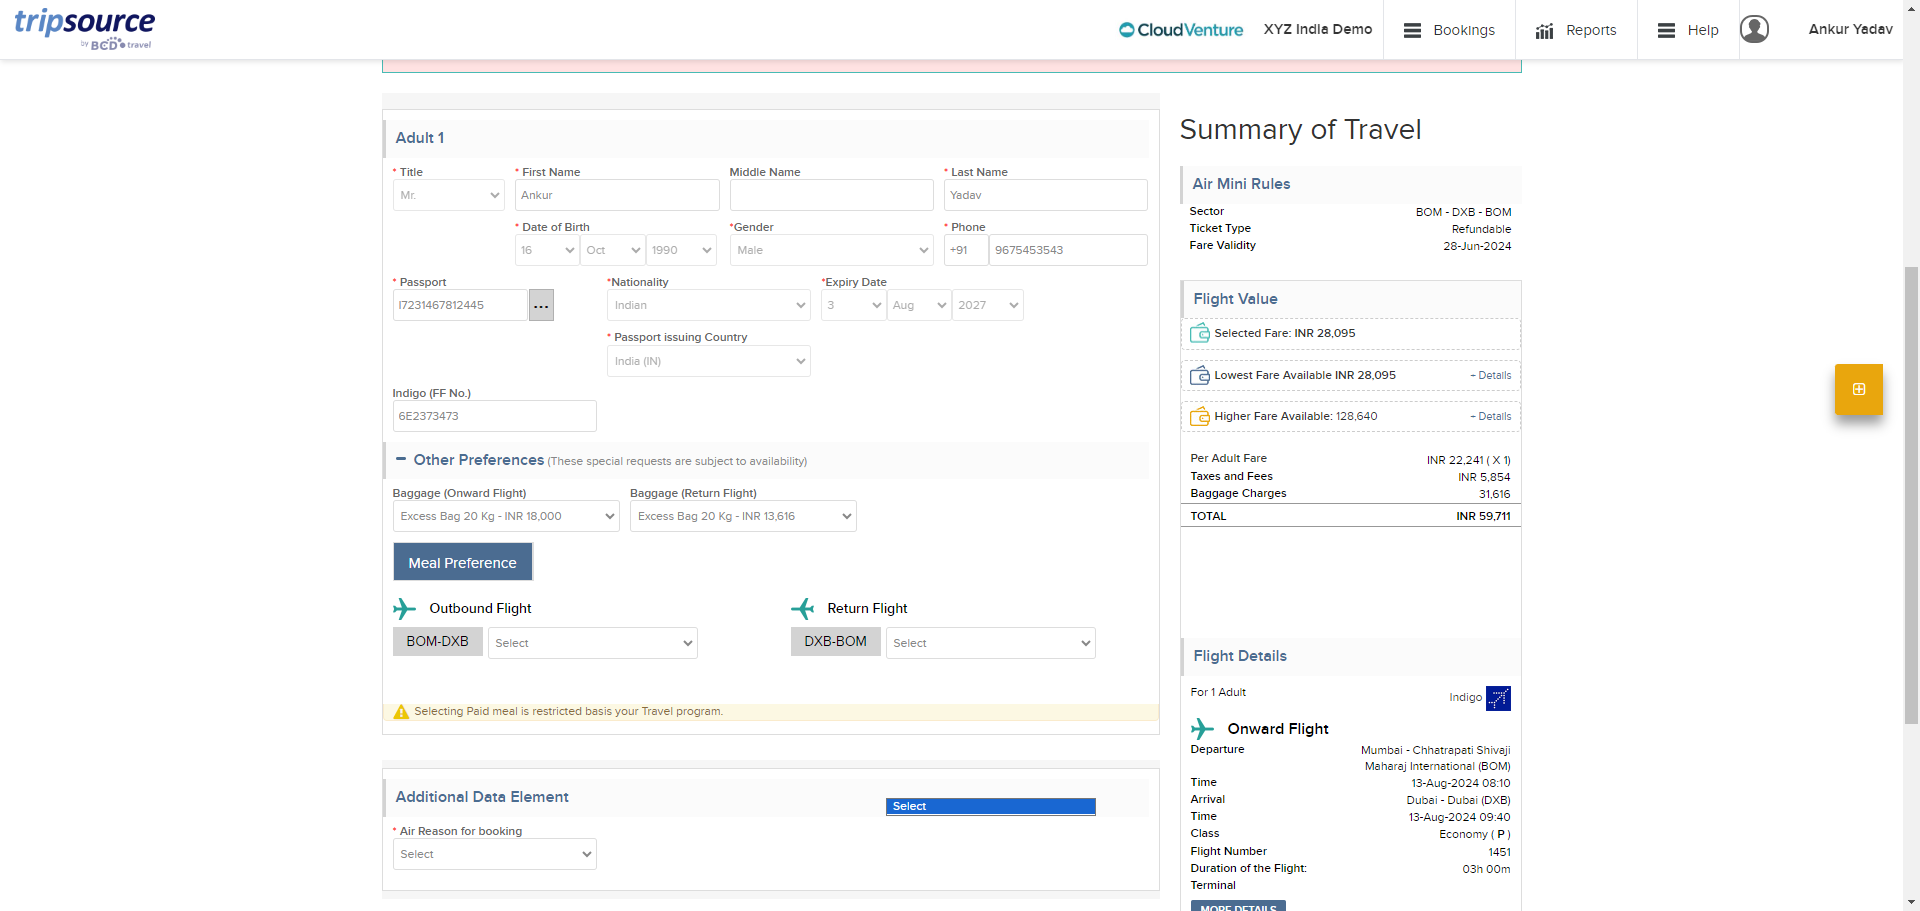 tripsource
by BCD travel
CloudVenture
XYZ India Demo
Bookings
Reports
Help
Ankur Yadav
Adult 1
* Title
* First Name
Middle Name
* Last Name
Mr.
Ankur
Yadav
* Date of Birth
*Gender
* Phone
16
Oct
1990
Male
+91
9675453543
* Passport
*Nationality
*Expiry Date
I7231467812445
...
Indian
3
Aug
2027
* Passport issuing Country
India (IN)
Indigo (FF No.)
6E2373473
Other Preferences (These special requests are subject to availability)
Baggage (Onward Flight)
Baggage (Return Flight)
Excess Bag 20 Kg - INR 18,000
Excess Bag 20 Kg - INR 13,616
Meal Preference
Outbound Flight
Return Flight
BOM-DXB
Select
DXB-BOM
Select
Selecting Paid meal is restricted basis your Travel program.
Additional Data Element
Select
* Air Reason for booking
Select
Summary of Travel
Air Mini Rules
Sector BOM - DXB - BOM
Ticket Type Refundable
Fare Validity 28-Jun-2024
Flight Value
Selected Fare: INR 28,095
Lowest Fare Available INR 28,095 + Details
Higher Fare Available: 128,640 + Details
Per Adult Fare INR 22,241 ( X 1)
Taxes and Fees INR 5,854
Baggage Charges 31,616
TOTAL INR 59,711
Flight Details
For 1 Adult Indigo
Onward Flight
Departure Mumbai - Chhatrapati Shivaji
Maharaj International (BOM)
Time 13-Aug-2024 08:10
Arrival Dubai - Dubai (DXB)
Time 13-Aug-2024 09:40
Class Economy ( P )
Flight Number 1451
Duration of the Flight: 03h 00m
Terminal
MORE DETAILS